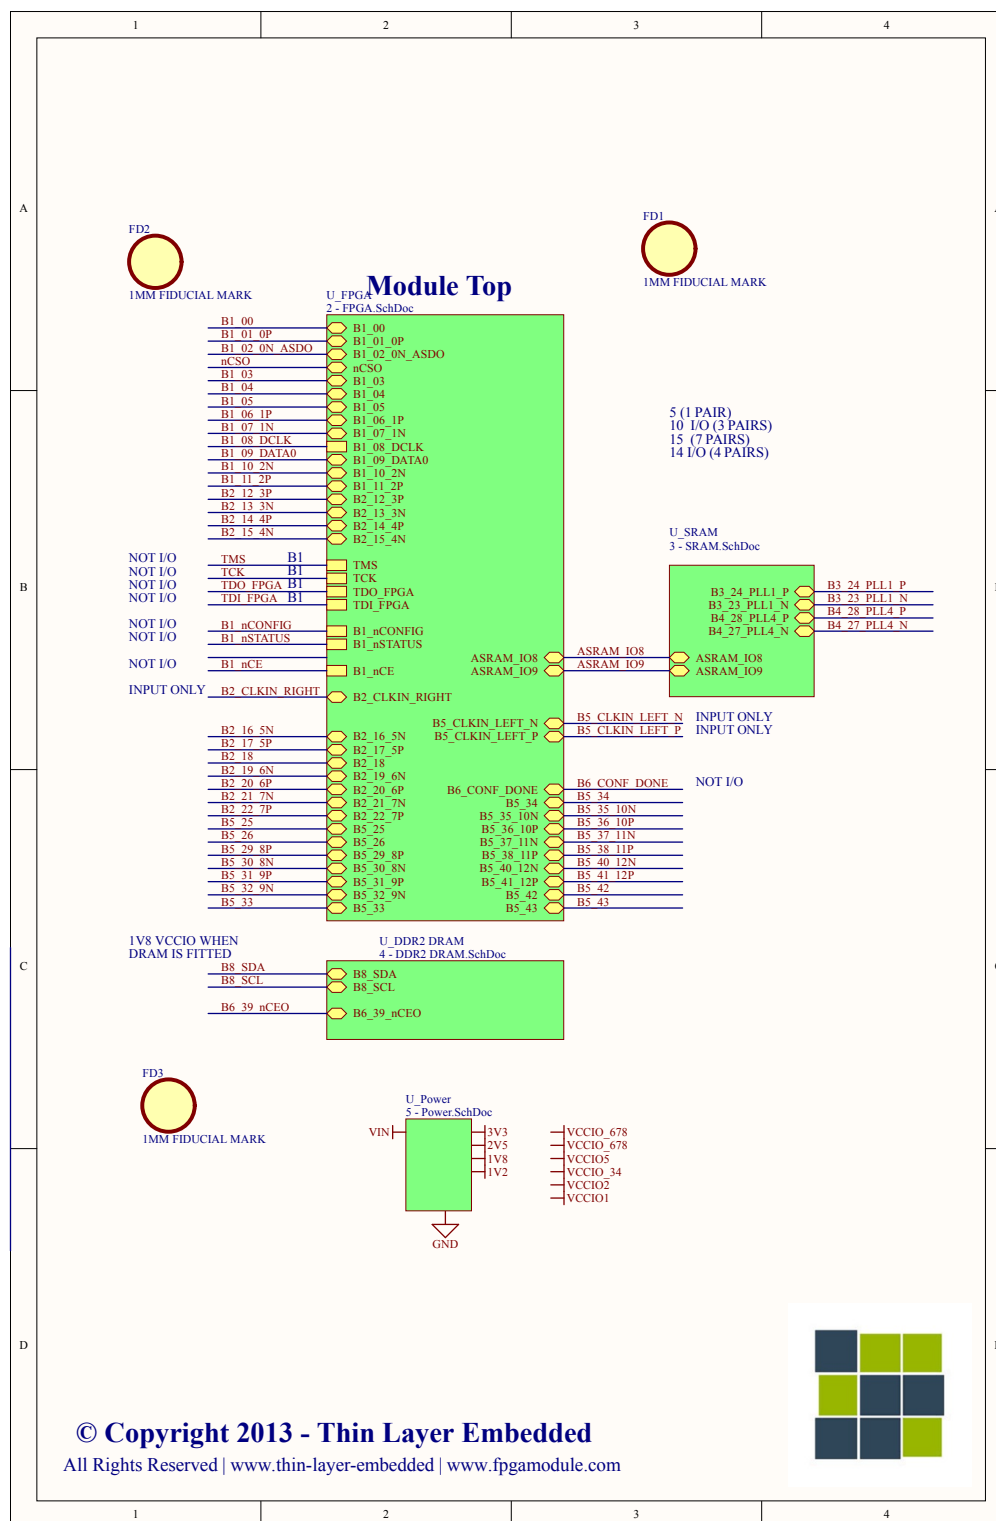 1 2 3 4
A
FD2
1MM FIDUCIAL MARK
FD1
1MM FIDUCIAL MARK
Module Top
U_FPGA
2 - FPGA.SchDoc
B1_00 B1_00
B1_01_0P B1_01_0P
B1_02_0N_ASDO B1_02_0N_ASDO
nCSO nCSO
B1_03 B1_03
B1_04 B1_04
B1_05 B1_05
B1_06_1P B1_06_1P
B1_07_1N B1_07_1N
B1_08_DCLK B1_08_DCLK
B1_09_DATA0 B1_09_DATA0
B1_10_2N B1_10_2N
B1_11_2P B1_11_2P
B2_12_3P B2_12_3P
B2_13_3N B2_13_3N
B2_14_4P B2_14_4P
B2_15_4N B2_15_4N
5 (1 PAIR)
10 I/O (3 PAIRS)
15 (7 PAIRS)
14 I/O (4 PAIRS)
B
NOT I/O TMS B1 TMS
NOT I/O TCK B1 TCK
NOT I/O TDO_FPGA B1 TDO_FPGA
NOT I/O TDI_FPGA B1 TDI_FPGA
NOT I/O B1_nCONFIG B1_nCONFIG
NOT I/O B1_nSTATUS B1_nSTATUS
NOT I/O B1_nCE B1_nCE
INPUT ONLY B2_CLKIN_RIGHT B2_CLKIN_RIGHT
U_SRAM
3 - SRAM.SchDoc
B3_24_PLL1_P B3_24_PLL1_P
B3_23_PLL1_N B3_23_PLL1_N
B4_28_PLL4_P B4_28_PLL4_P
B4_27_PLL4_N B4_27_PLL4_N
ASRAM_IO8 ASRAM_IO8 ASRAM_IO8
ASRAM_IO9 ASRAM_IO9 ASRAM_IO9
B5_CLKIN_LEFT_N B5_CLKIN_LEFT_N INPUT ONLY
B5_CLKIN_LEFT_P B5_CLKIN_LEFT_P INPUT ONLY
B2_16_5N B2_16_5N
B2_17_5P B2_17_5P
B2_18 B2_18
B2_19_6N B2_19_6N
B2_20_6P B2_20_6P B6_CONF_DONE B6_CONF_DONE NOT I/O
B2_21_7N B2_21_7N B5_34 B5_34
B2_22_7P B2_22_7P B5_35_10N B5_35_10N
B5_25 B5_25 B5_36_10P B5_36_10P
B5_26 B5_26 B5_37_11N B5_37_11N
B5_29_8P B5_29_8P B5_38_11P B5_38_11P
B5_30_8N B5_30_8N B5_40_12N B5_40_12N
B5_31_9P B5_31_9P B5_41_12P B5_41_12P
B5_32_9N B5_32_9N B5_42 B5_42
B5_33 B5_33 B5_43 B5_43
C
1V8 VCCIO WHEN
DRAM IS FITTED
U_DDR2 DRAM
4 - DDR2 DRAM.SchDoc
B8_SDA B8_SDA
B8_SCL B8_SCL
B6_39_nCEO B6_39_nCEO
FD3
1MM FIDUCIAL MARK
U_Power
5 - Power.SchDoc
VIN 3V3 VCCIO_678
2V5 VCCIO_678
1V8 VCCIO5
1V2 VCCIO_34
VCCIO2
VCCIO1
GND
D
© Copyright 2013 - Thin Layer Embedded
All Rights Reserved | www.thin-layer-embedded | www.fpgamodule.com
1 2 3 4